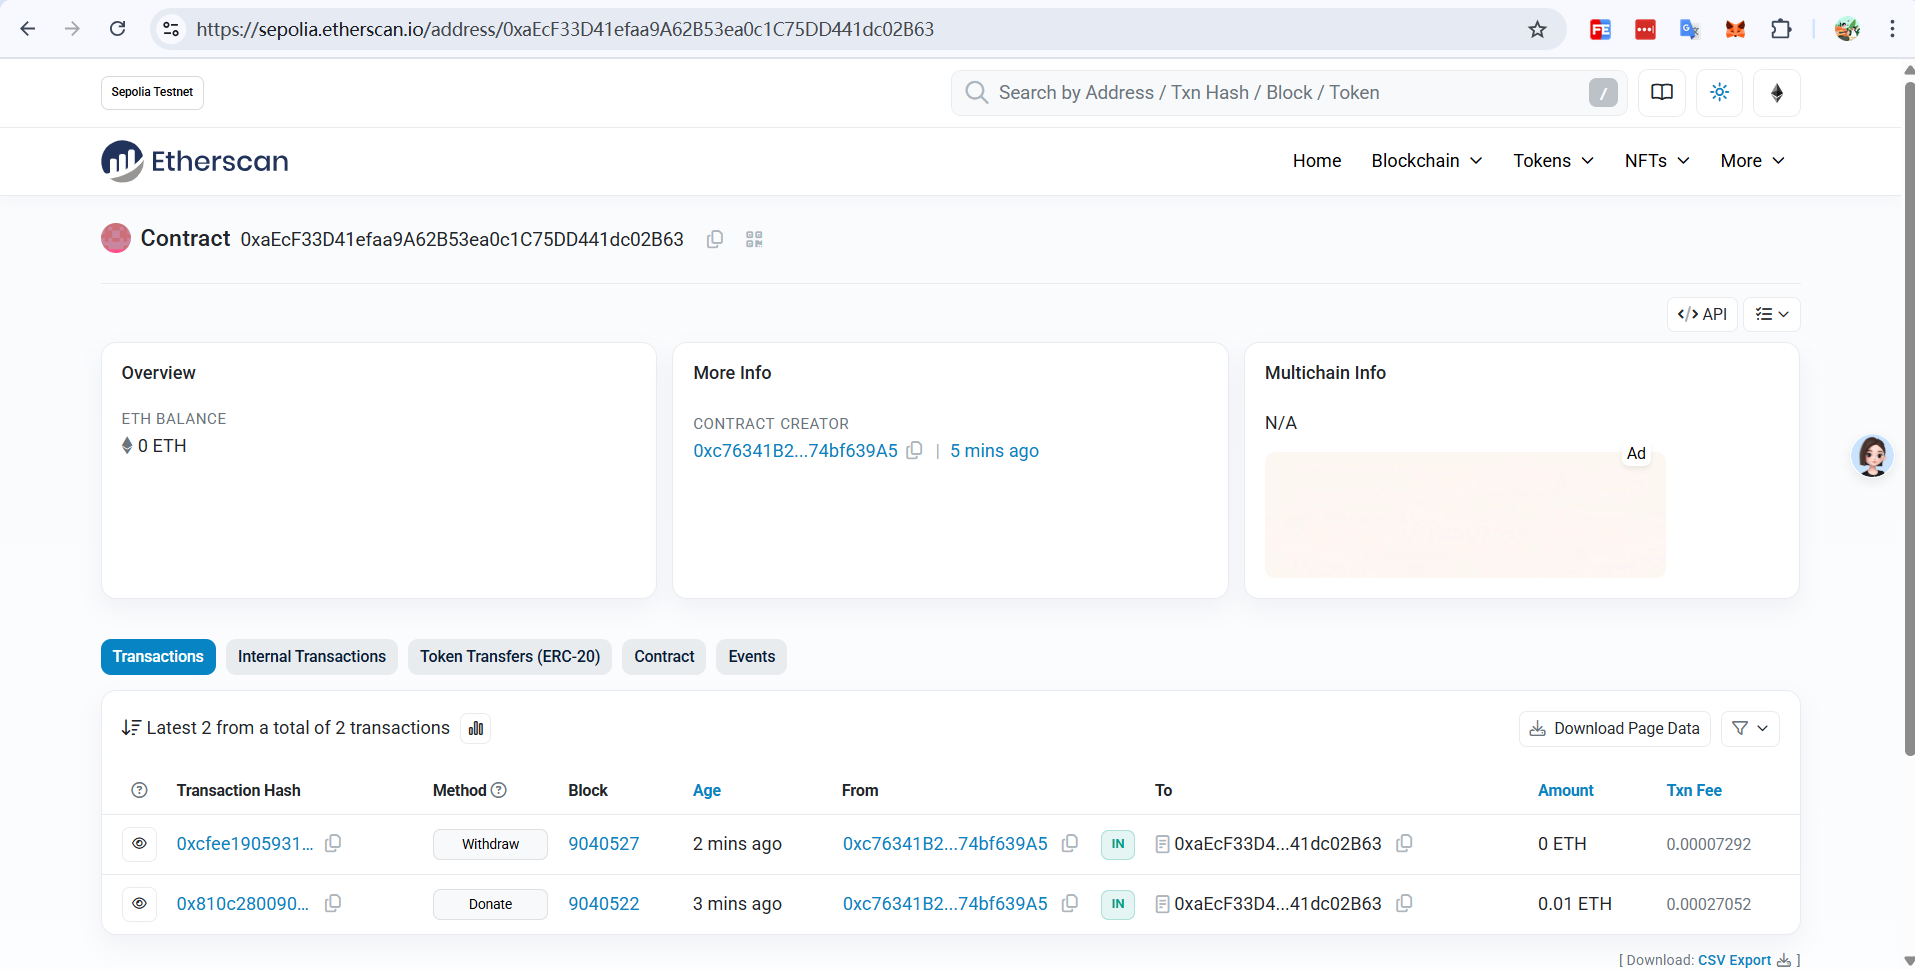 https://sepolia.etherscan.io/address/0xaEcF33D41efaa9A62B53ea0c1C75DD441dc02B63
Sepolia Testnet
Search by Address / Txn Hash / Block / Token
/
Etherscan
Home Blockchain Tokens NFTs More
Contract 0xaEcF33D41efaa9A62B53ea0c1C75DD441dc02B63
</> API
Overview
ETH BALANCE
0 ETH
More Info
CONTRACT CREATOR
0xc76341B2...74bf639A5 | 5 mins ago
Multichain Info
N/A
Ad
Transactions Internal Transactions Token Transfers (ERC-20) Contract Events
Latest 2 from a total of 2 transactions
Download Page Data
Transaction Hash Method Block Age From To Amount Txn Fee
0xcfee1905931... Withdraw 9040527 2 mins ago 0xc76341B2...74bf639A5 IN 0xaEcF33D4...41dc02B63 0 ETH 0.00007292
0x810c280090... Donate 9040522 3 mins ago 0xc76341B2...74bf639A5 IN 0xaEcF33D4...41dc02B63 0.01 ETH 0.00027052
[ Download: CSV Export ]